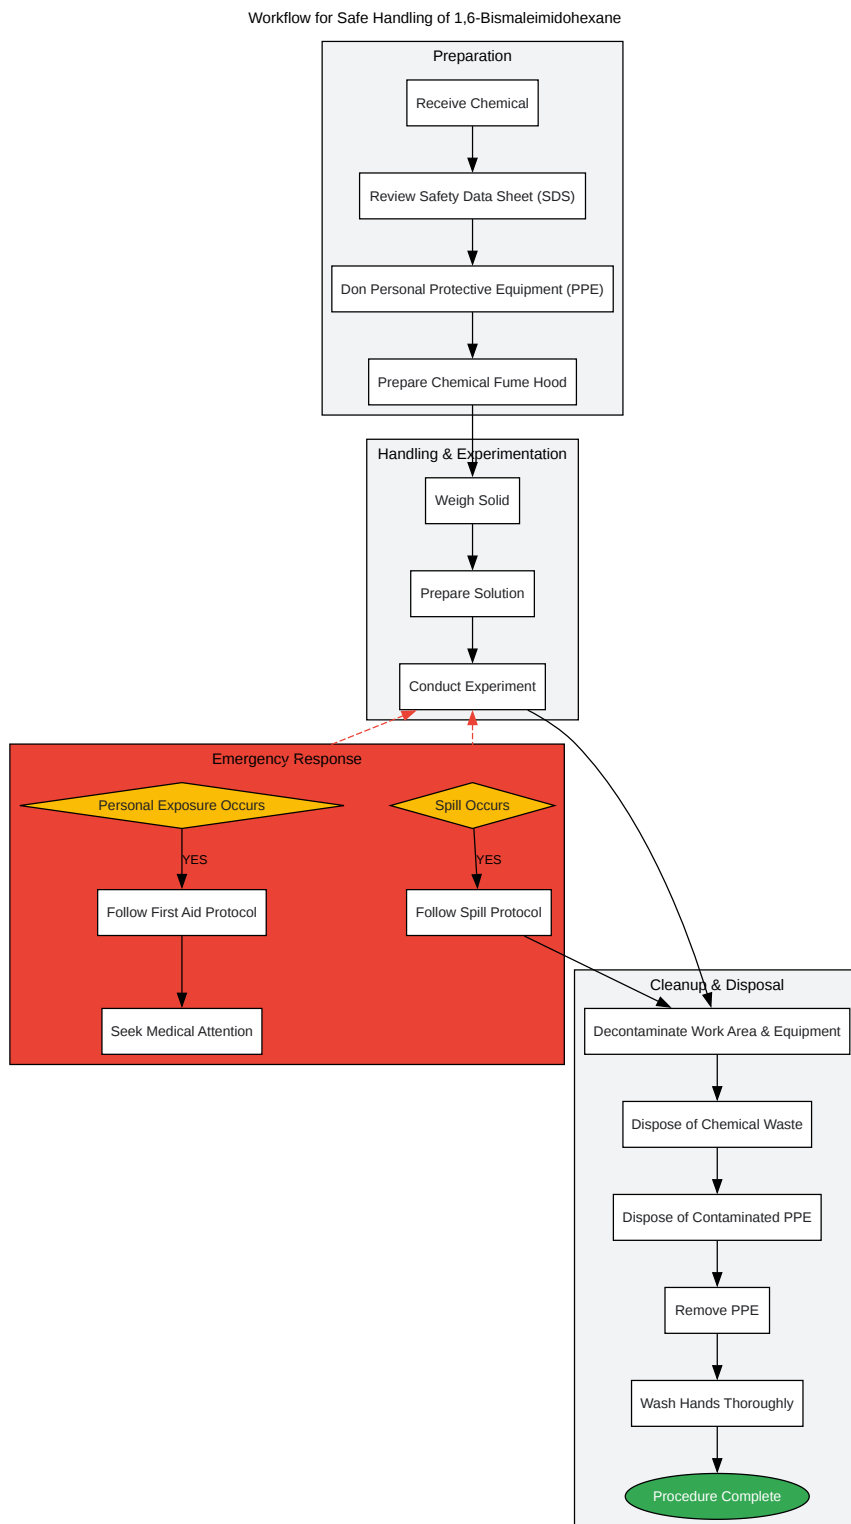 Workflow for Safe Handling of 1,6-Bismaleimidohexane
Preparation
Receive Chemical
Review Safety Data Sheet (SDS)
Don Personal Protective Equipment (PPE)
Prepare Chemical Fume Hood
Handling & Experimentation
Weigh Solid
Prepare Solution
Conduct Experiment
Emergency Response
Personal Exposure Occurs
Spill Occurs
YES
YES
Follow First Aid Protocol
Follow Spill Protocol
Seek Medical Attention
Cleanup & Disposal
Decontaminate Work Area & Equipment
Dispose of Chemical Waste
Dispose of Contaminated PPE
Remove PPE
Wash Hands Thoroughly
Procedure Complete